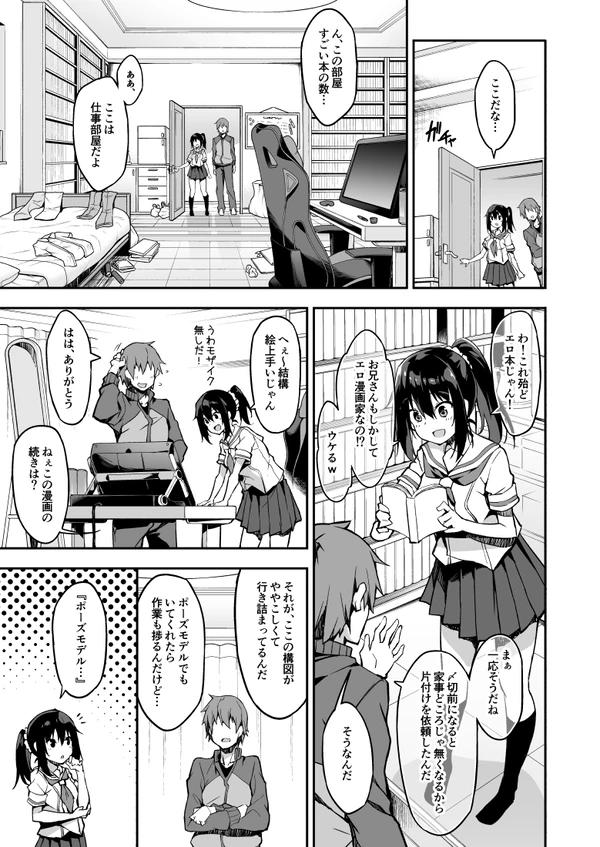 ここだな…
ガチャ
ん、この部屋
すごい本の数…
ああ、
ここは
仕事部屋だよ
わ！これ殆ど
エロ本じゃん！
お兄さんもしかして
エロ漫画家なの!?
ウケるw
まぁ
一応そうだね
〆切前になると
家事どころじゃ無くなるから
片付けを依頼したんだ
そうなんだ
へぇ〜結構
絵上手いじゃん
うわモザイク
無しだ！
はは、ありがとう
ねぇこの漫画の
続きは？
それが、ここの構図が
ややこしくて
行き詰まってるんだ
ポーズモデルでも
いてくれたら
作業も捗るんだけど…
『ポーズモデル…』